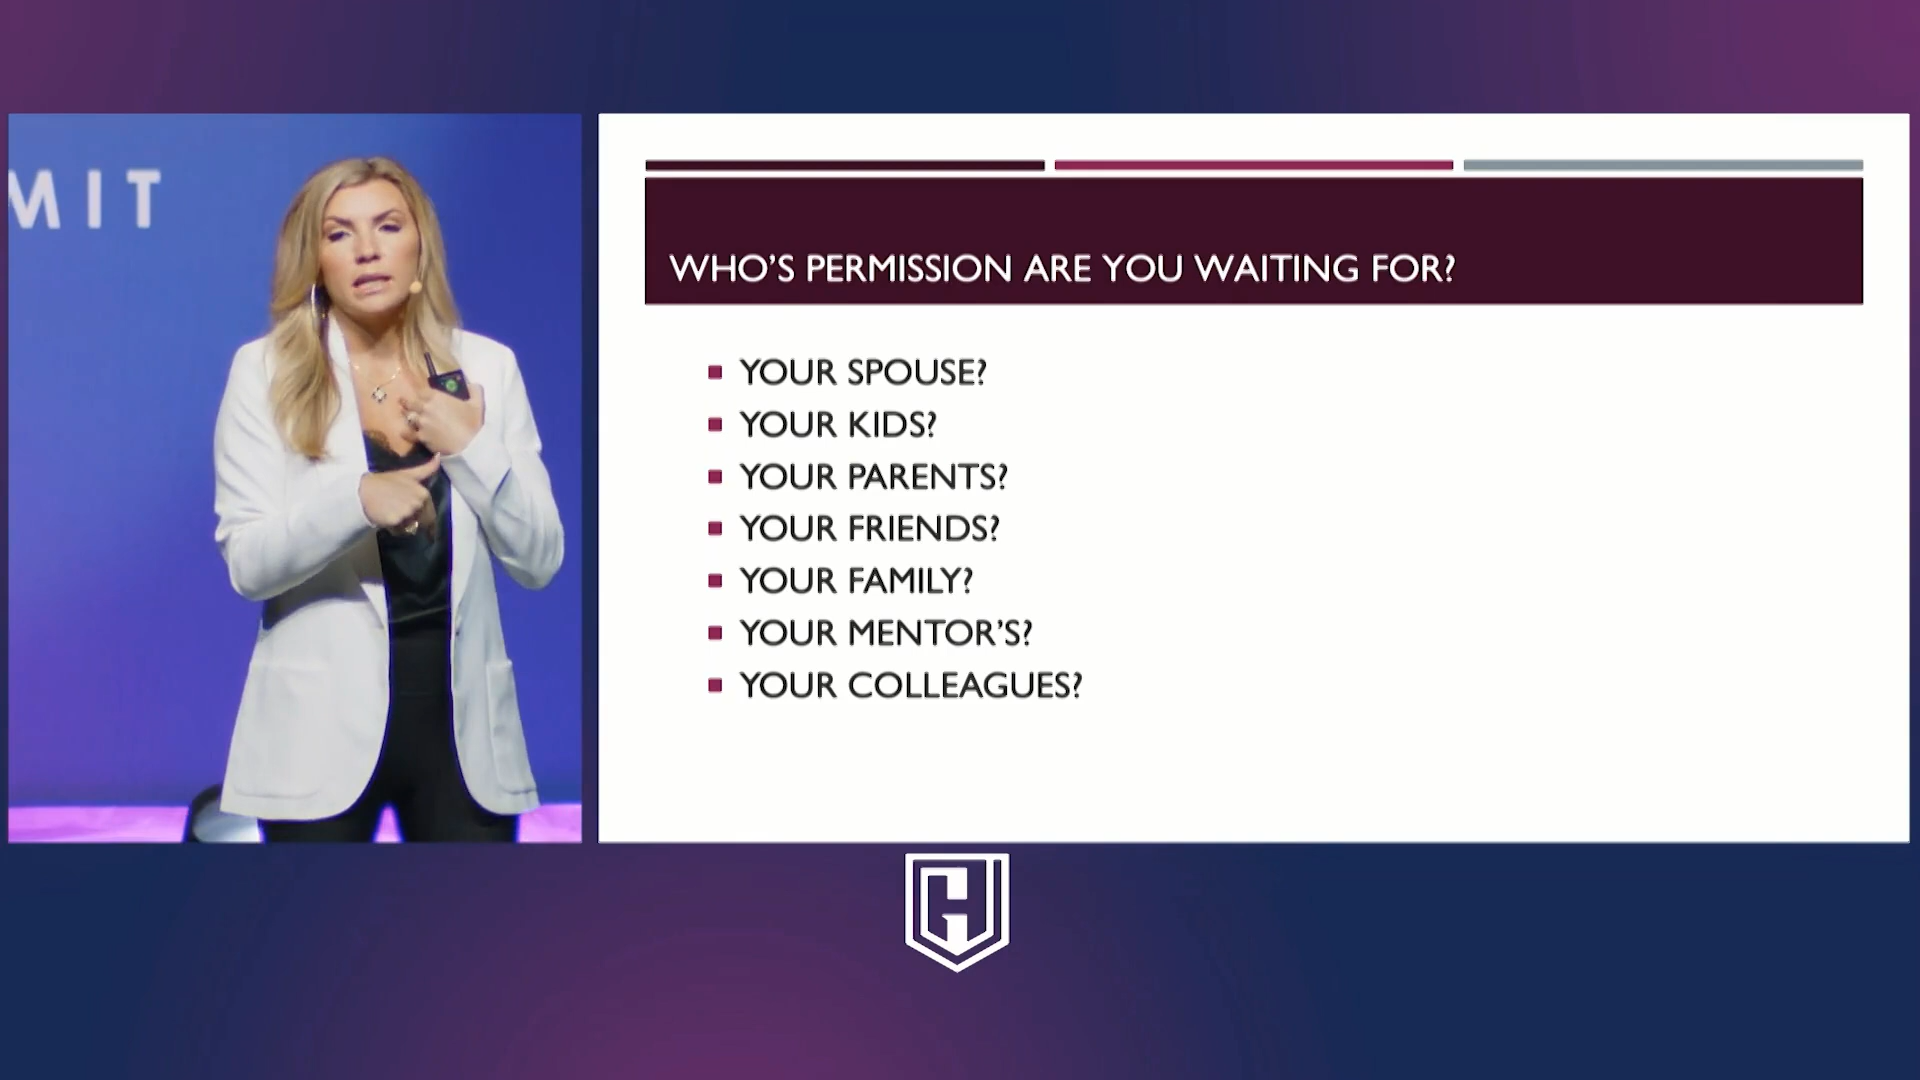 MIT
WHO'S PERMISSION ARE YOU WAITING FOR?
YOUR SPOUSE?
YOUR KIDS?
YOUR PARENTS?
YOUR FRIENDS?
YOUR FAMILY?
YOUR MENTOR'S?
YOUR COLLEAGUES?